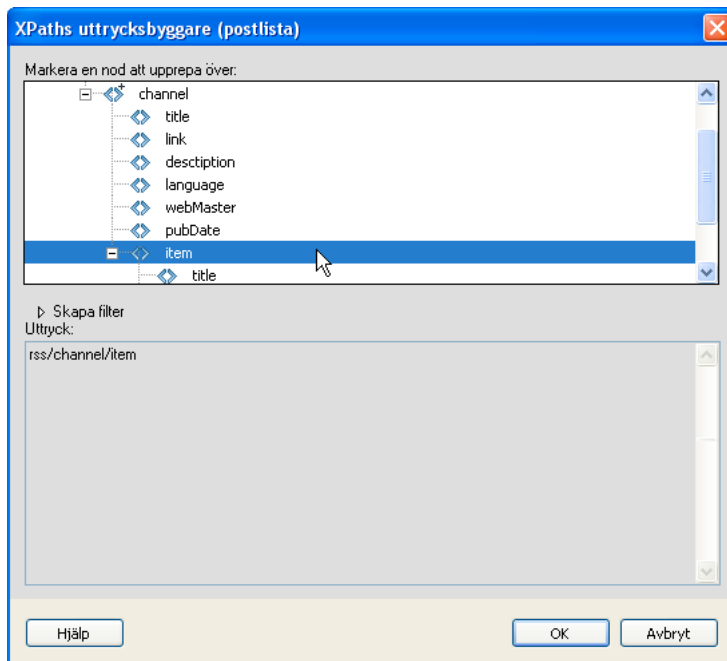 XPaths uttrycksbyggare (postlista)
Markera en nod att upprepa över:
channel
title
link
desctiption
language
webMaster
pubDate
item
title
Skapa filter
Uttryck:
rss/channel/item
Hjälp
OK
Avbryt